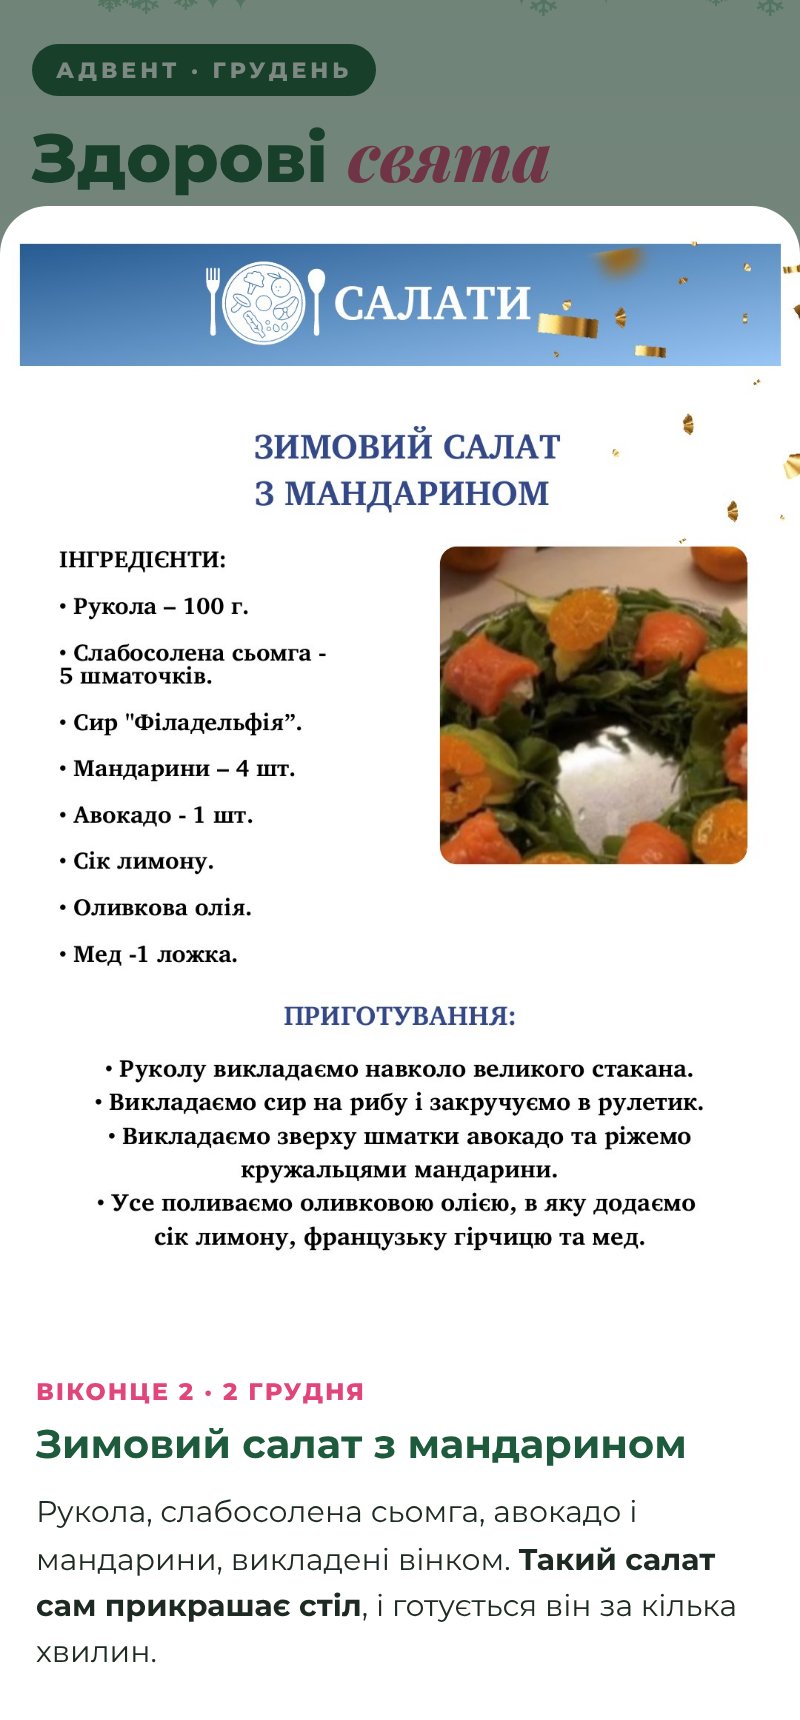 АДВЕНТ · ГРУДЕНЬ
Здорові свята
САЛАТИ
ЗИМОВИЙ САЛАТ
З МАНДАРИНОМ
ІНГРЕДІЄНТИ:
• Рукола – 100 г.
• Слабосолена сьомга -
5 шматочків.
• Сир "Філадельфія”.
• Мандарини – 4 шт.
• Авокадо - 1 шт.
• Сік лимону.
• Оливкова олія.
• Мед -1 ложка.
ПРИГОТУВАННЯ:
• Руколу викладаємо навколо великого стакана.
• Викладаємо сир на рибу і закручуємо в рулетик.
• Викладаємо зверху шматки авокадо та ріжемо
кружальцями мандарини.
• Усе поливаємо оливковою олією, в яку додаємо
сік лимону, французьку гірчицю та мед.
ВІКОНЦЕ 2 · 2 ГРУДНЯ
Зимовий салат з мандарином
Рукола, слабосолена сьомга, авокадо і
мандарини, викладені вінком. Такий салат
сам прикрашає стіл, і готується він за кілька
хвилин.